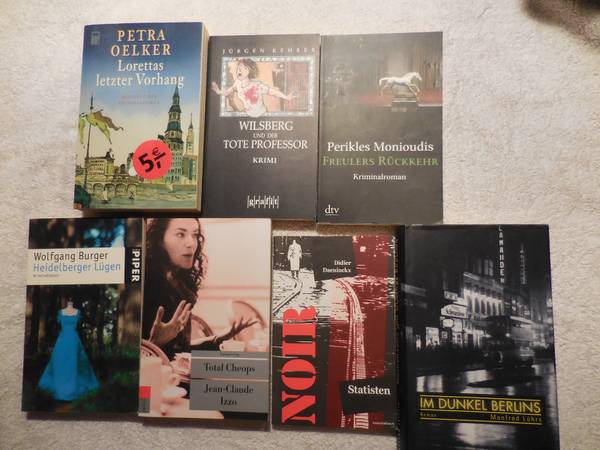 PETRA
OELKER
Lorettas
letzter Vorhang
5,-€
JÜRGEN KEHRER
WILSBERG
UND DER
TOTE PROFESSOR
KRIMI
grafit
Perikles Monioudis
FREULERS RÜCKKEHR
Kriminalroman
dtv
Wolfgang Burger
Heidelberger Lügen
PIPER
Total Cheops
Jean-Claude
Izzo
Didier
Daeninckx
NOIR
Statisten
IM DUNKEL BERLINS
Roman
Manfred Lührs